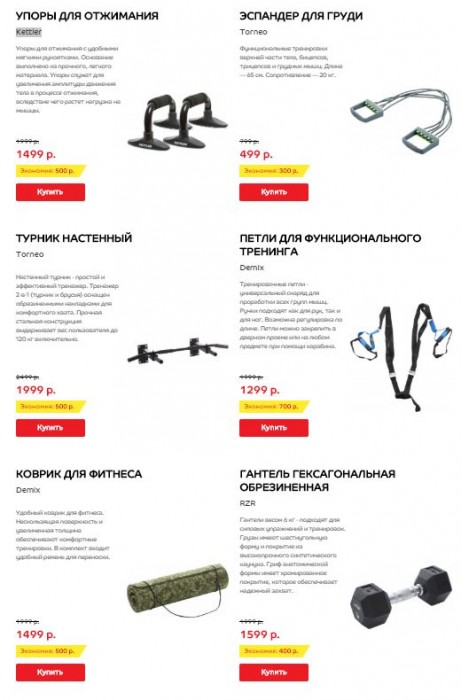 УПОРЫ ДЛЯ ОТЖИМАНИЯ
Kettler
Упоры для отжимания с удобными
мягкими рукоятками. Основание
выполнено из прочного, легкого
материала. Упоры служат для
увеличения амплитуды движения
тела в процессе отжимания,
вследствие чего растет нагрузка на
мышцы.
1999 р.
1499 р.
Экономия: 500 р.
Купить
ЭСПАНДЕР ДЛЯ ГРУДИ
Torneo
Функциональные тренировки
верхней части тела, бицепсов,
трицепсов и грудных мышц. Длина
— 65 см. Сопротивление — 20 кг.
799 р.
499 р.
Экономия: 300 р.
Купить
ТУРНИК НАСТЕННЫЙ
Torneo
Настенный турник - простой и
эффективный тренажер. Тренажер
2-в-1 (турник и брусья) оснащен
обрезиненными накладками для
комфортного хвата. Прочная
стальная конструкция
выдерживает вес пользователя до
120 кг включительно.
2499 р.
1999 р.
Экономия: 500 р.
Купить
ПЕТЛИ ДЛЯ ФУНКЦИОНАЛЬНОГО
ТРЕНИНГА
Demix
Тренировочные петли -
универсальный снаряд для
проработки всех групп мышц.
Ручки подходят как для рук, так и
для ног. Возможна регулировка по
длине. Петли можно закрепить в
дверном проеме или на любом
предмете при помощи карабина.
1999 р.
1299 р.
Экономия: 700 р.
Купить
КОВРИК ДЛЯ ФИТНЕСА
Demix
Удобный коврик для фитнеса.
Нескользящая поверхность и
увеличенная толщина
обеспечивают комфортные
тренировки. В комплект входит
удобный ремень для переноски.
1999 р.
1499 р.
Экономия: 500 р.
Купить
ГАНТЕЛЬ ГЕКСАГОНАЛЬНАЯ
ОБРЕЗИНЕННАЯ
RZR
Гантели весом 6 кг - подходят для
силовых упражнений и тренировок.
Грузы имеют шестиугольную
форму и покрытие из
высокопрочного синтетического
каучука. Гриф анатомической
формы имеет хромированное
покрытие, которое обеспечивает
надежный захват.
1999 р.
1599 р.
Экономия: 400 р.
Купить